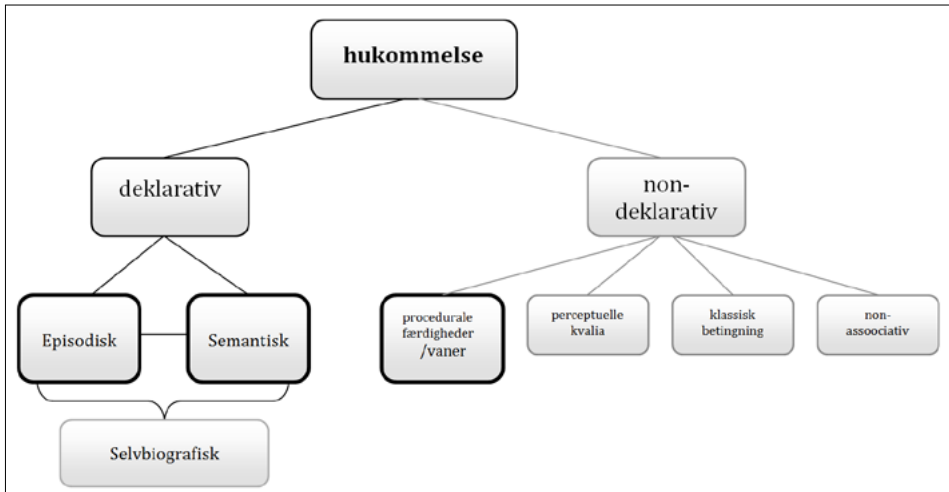 hukommelse
deklarativ
non-
deklarativ
Episodisk
Semantisk
procedurale
færdigheder
/vaner
perceptuelle
kvalia
klassisk
betingning
non-
associativ
Selvbiografisk